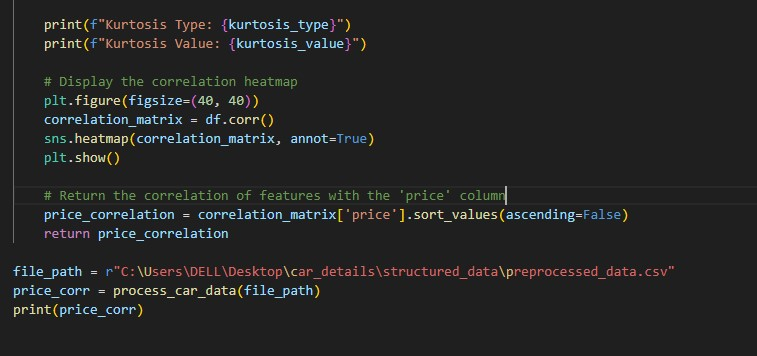 print(f"Kurtosis Type: {kurtosis_type}")
print(f"Kurtosis Value: {kurtosis_value}")
# Display the correlation heatmap
plt.figure(figsize=(40, 40))
correlation_matrix = df.corr()
sns.heatmap(correlation_matrix, annot=True)
plt.show()
# Return the correlation of features with the 'price' column
price_correlation = correlation_matrix['price'].sort_values(ascending=False)
return price_correlation
file_path = r"C:\Users\DELL\Desktop\car_details\structured_data\preprocessed_data.csv"
price_corr = process_car_data(file_path)
print(price_corr)